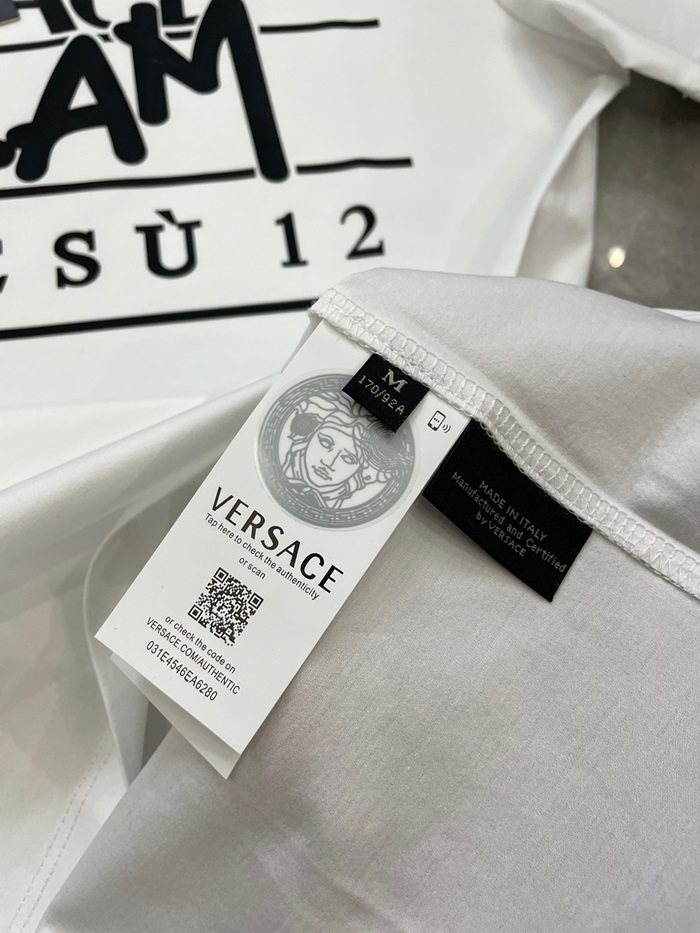 AM
ESÙ 12
M
170/92A
VERSACE
Tap here to check the authenticity
or scan
or check the code on
VERSACE.COM/AUTHENTIC
031E4546EA6280
MADE IN ITALY
Manufactured and Certified
by VERSACE